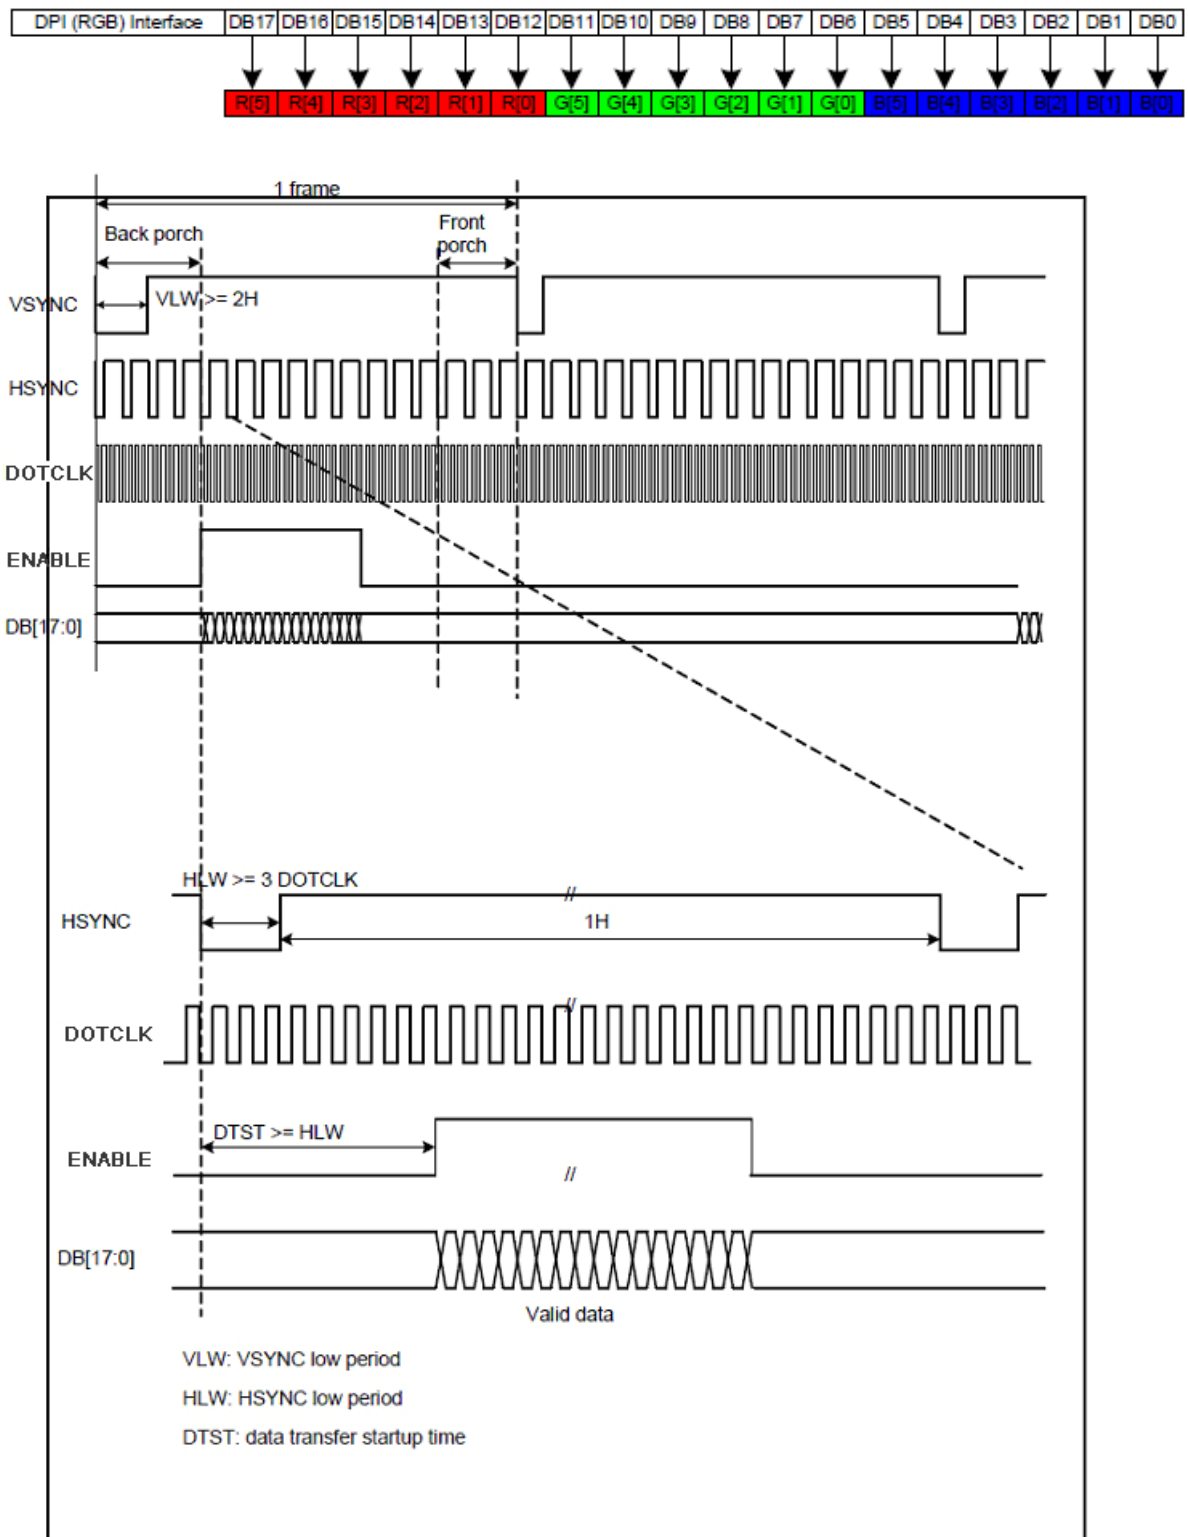 DPI (RGB) Interface DB17 DB16 DB15 DB14 DB13 DB12 DB11 DB10 DB9 DB8 DB7 DB6 DB5 DB4 DB3 DB2 DB1 DB0
R[5] R[4] R[3] R[2] R[1] R[0] G[5] G[4] G[3] G[2] G[1] G[0] B[5] B[4] B[3] B[2] B[1] B[0]
1 frame
Back porch
Front
porch
VSYNC
VLW >= 2H
HSYNC
DOTCLK
ENABLE
DB[17:0]
HLW >= 3 DOTCLK
//
HSYNC
1H
//
DOTCLK
DTST >= HLW
ENABLE
//
DB[17:0]
Valid data
VLW: VSYNC low period
HLW: HSYNC low period
DTST: data transfer startup time